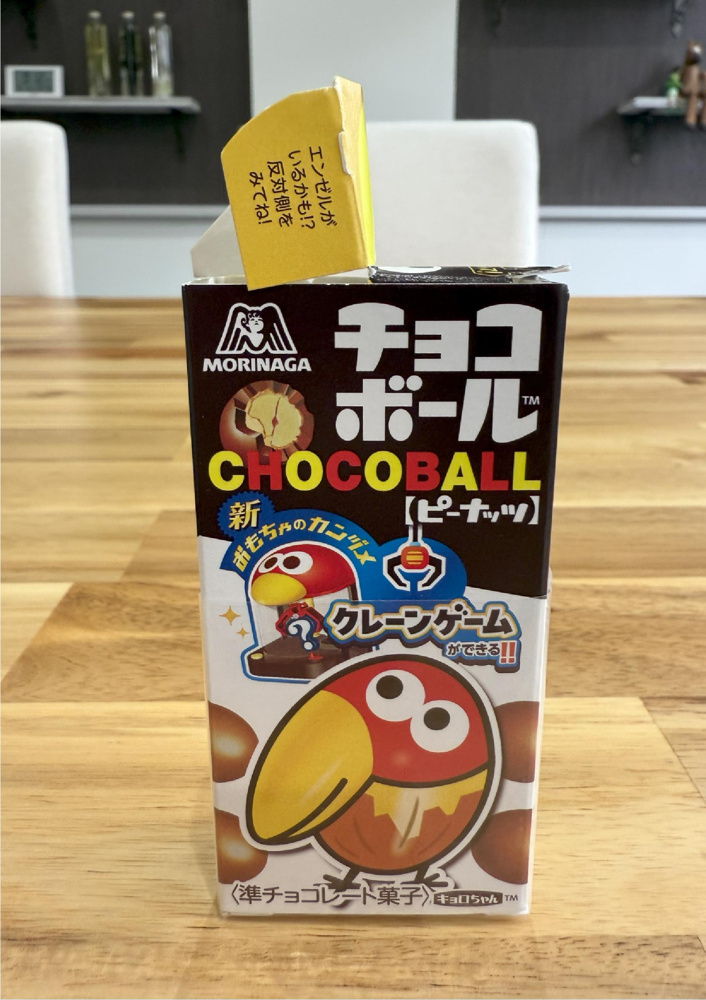 エンゼルが
いるかも!?
反対側を
みてね!
MORINAGA
チョコ
ボール™
CHOCOBALL
【ピーナッツ】
新
おもちゃのカンヅメ
クレーンゲーム
ができる!!
?
〈準チョコレート菓子〉 キョロちゃん™